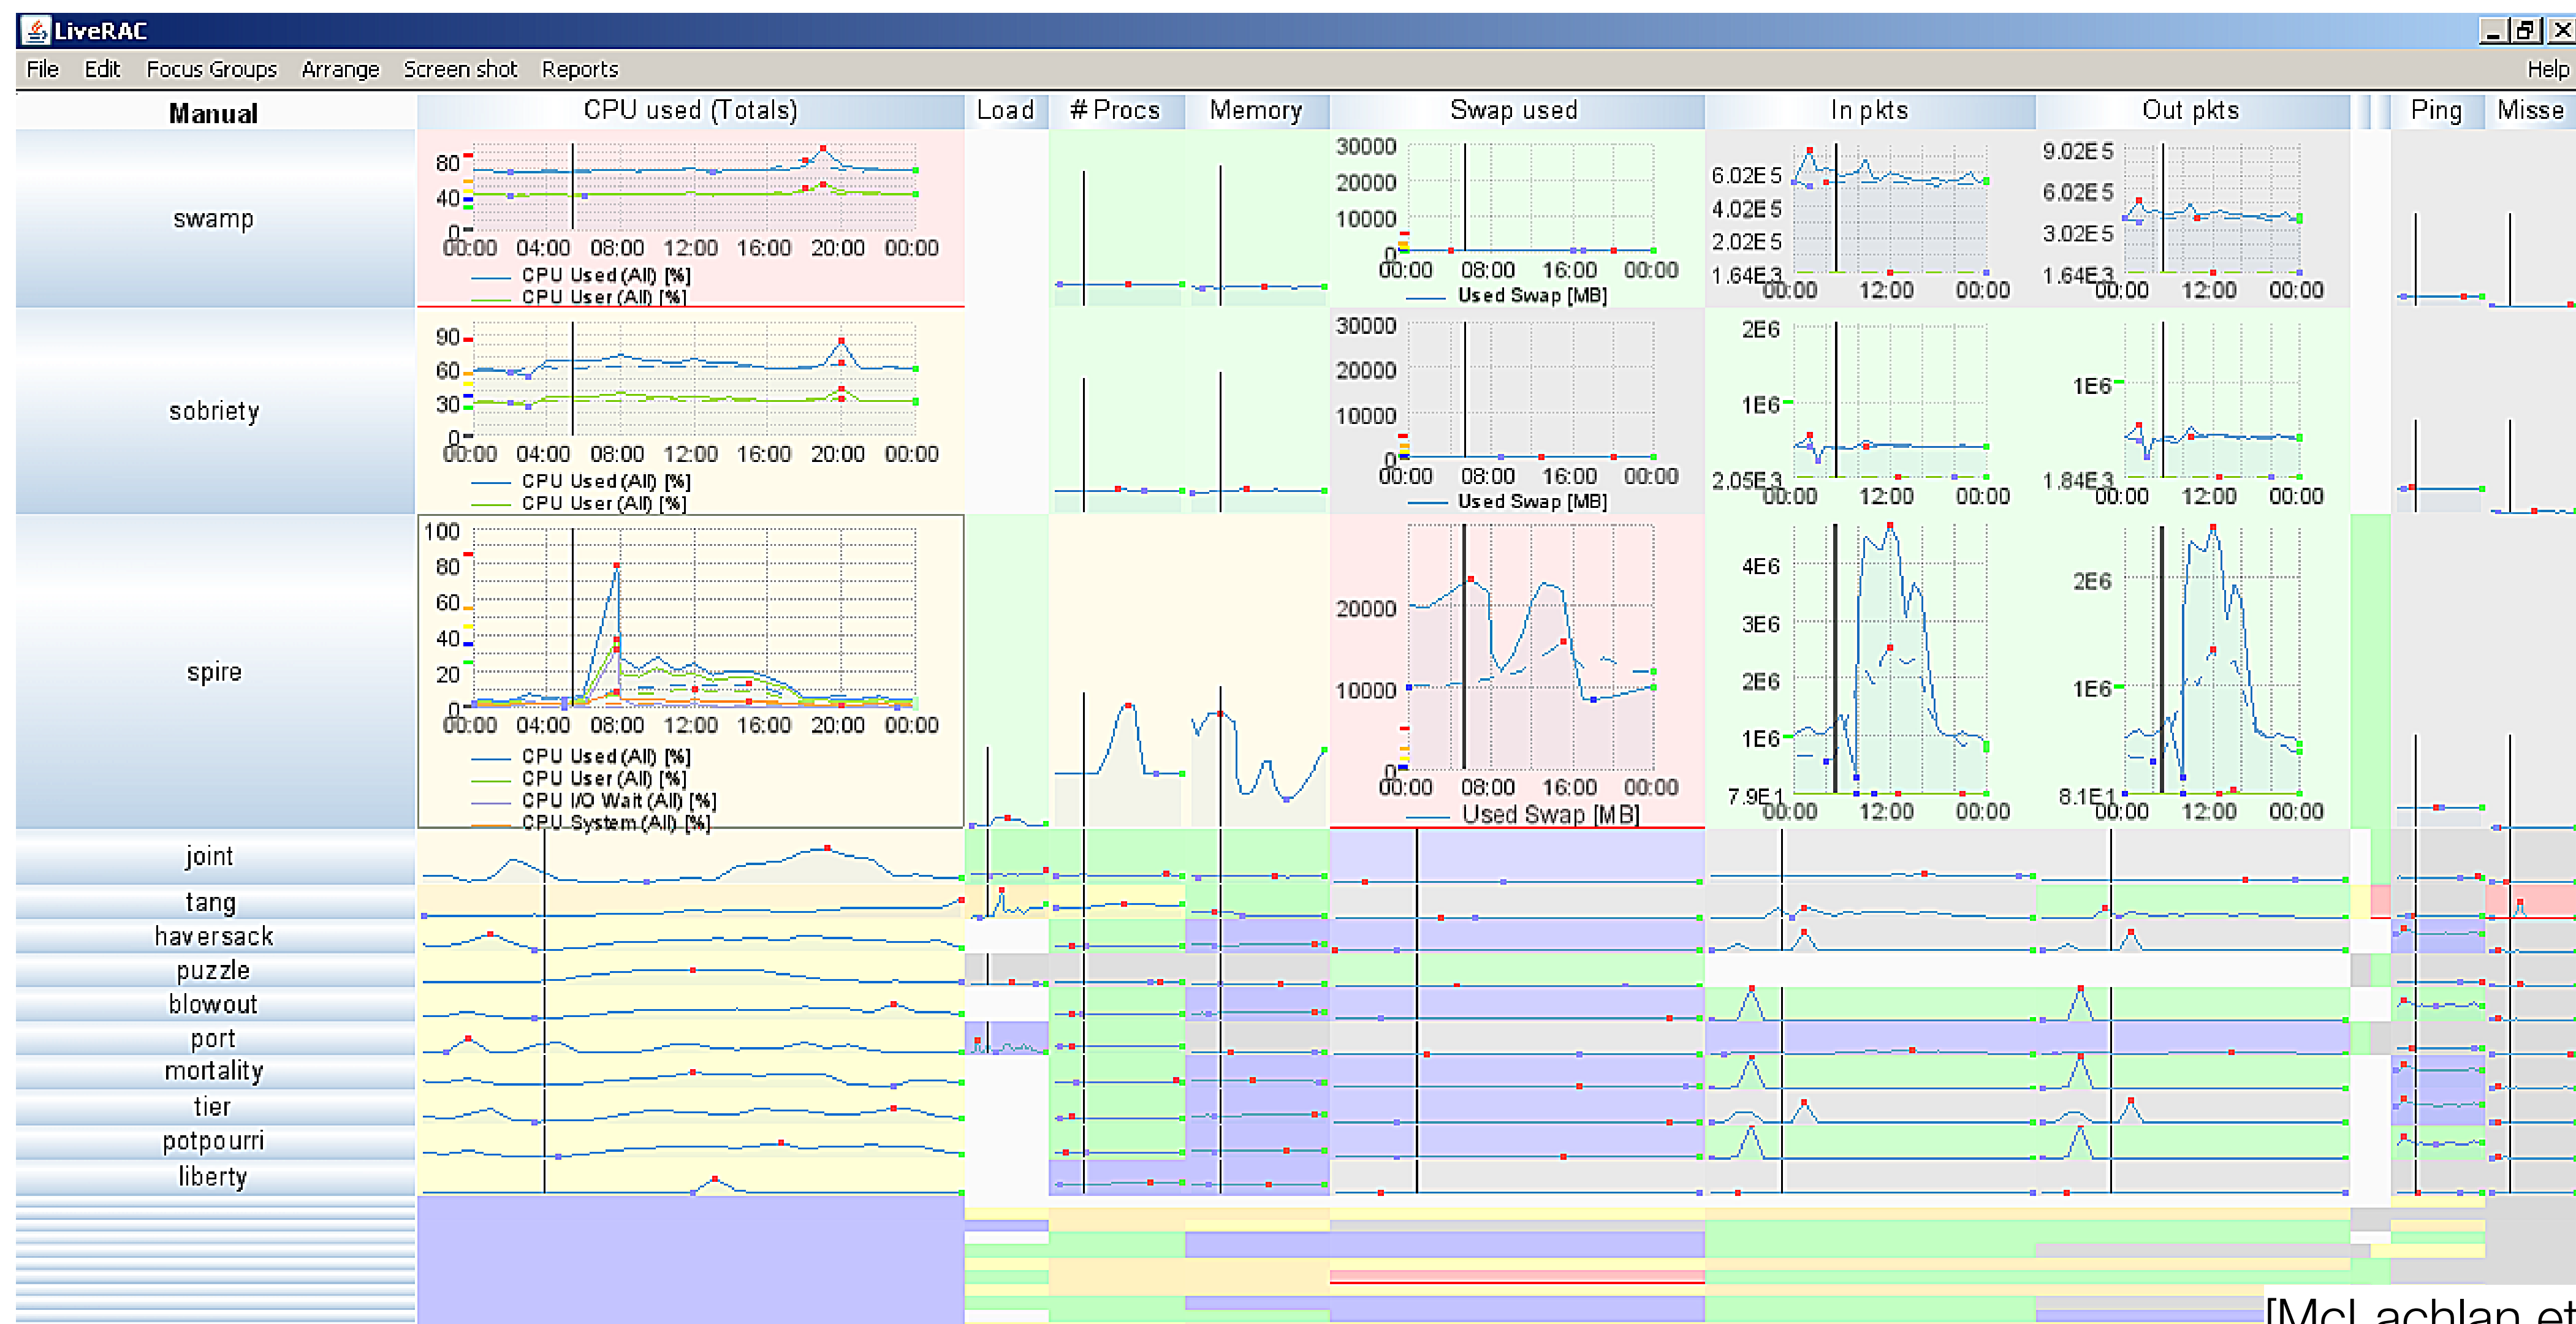 LiveRAC
File Edit Focus Groups Arrange Screen shot Reports Help
Manual CPU used (Totals) Load # Procs Memory Swap used In pkts Out pkts Ping Misse
swamp
80
40
0
00:00 04:00 08:00 12:00 16:00 20:00 00:00
CPU Used (All) [%]
CPU User (All) [%]
30000
20000
10000
0
00:00 08:00 16:00 00:00
Used Swap [MB]
6.02E5
4.02E5
2.02E5
1.64E3
00:00 12:00 00:00
9.02E5
6.02E5
3.02E5
1.64E3
00:00 12:00 00:00
sobriety
90
60
30
0
00:00 04:00 08:00 12:00 16:00 20:00 00:00
CPU Used (All) [%]
CPU User (All) [%]
30000
20000
10000
0
00:00 08:00 16:00 00:00
Used Swap [MB]
2E6
1E6
2.05E3
00:00 12:00 00:00
1E6
1.84E3
00:00 12:00 00:00
spire
100
80
60
40
20
0
00:00 04:00 08:00 12:00 16:00 20:00 00:00
CPU Used (All) [%]
CPU User (All) [%]
CPU I/O Wait (All) [%]
CPU System (All) [%]
20000
10000
0
00:00 08:00 16:00 00:00
Used Swap [MB]
4E6
3E6
2E6
1E6
7.9E1
00:00 12:00 00:00
2E6
1E6
8.1E1
00:00 12:00 00:00
joint
tang
haversack
puzzle
blowout
port
mortality
tier
potpourri
liberty
[McLachlan et